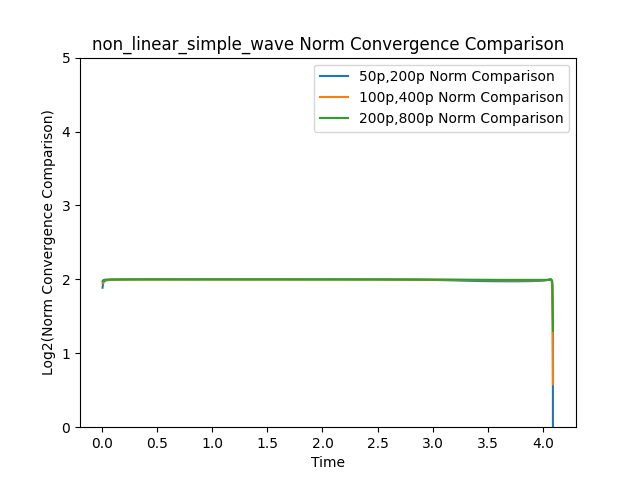 non_linear_simple_wave Norm Convergence Comparison
50p,200p Norm Comparison
100p,400p Norm Comparison
200p,800p Norm Comparison
Log2(Norm Convergence Comparison)
5
4
3
2
1
0
0.0 0.5 1.0 1.5 2.0 2.5 3.0 3.5 4.0
Time